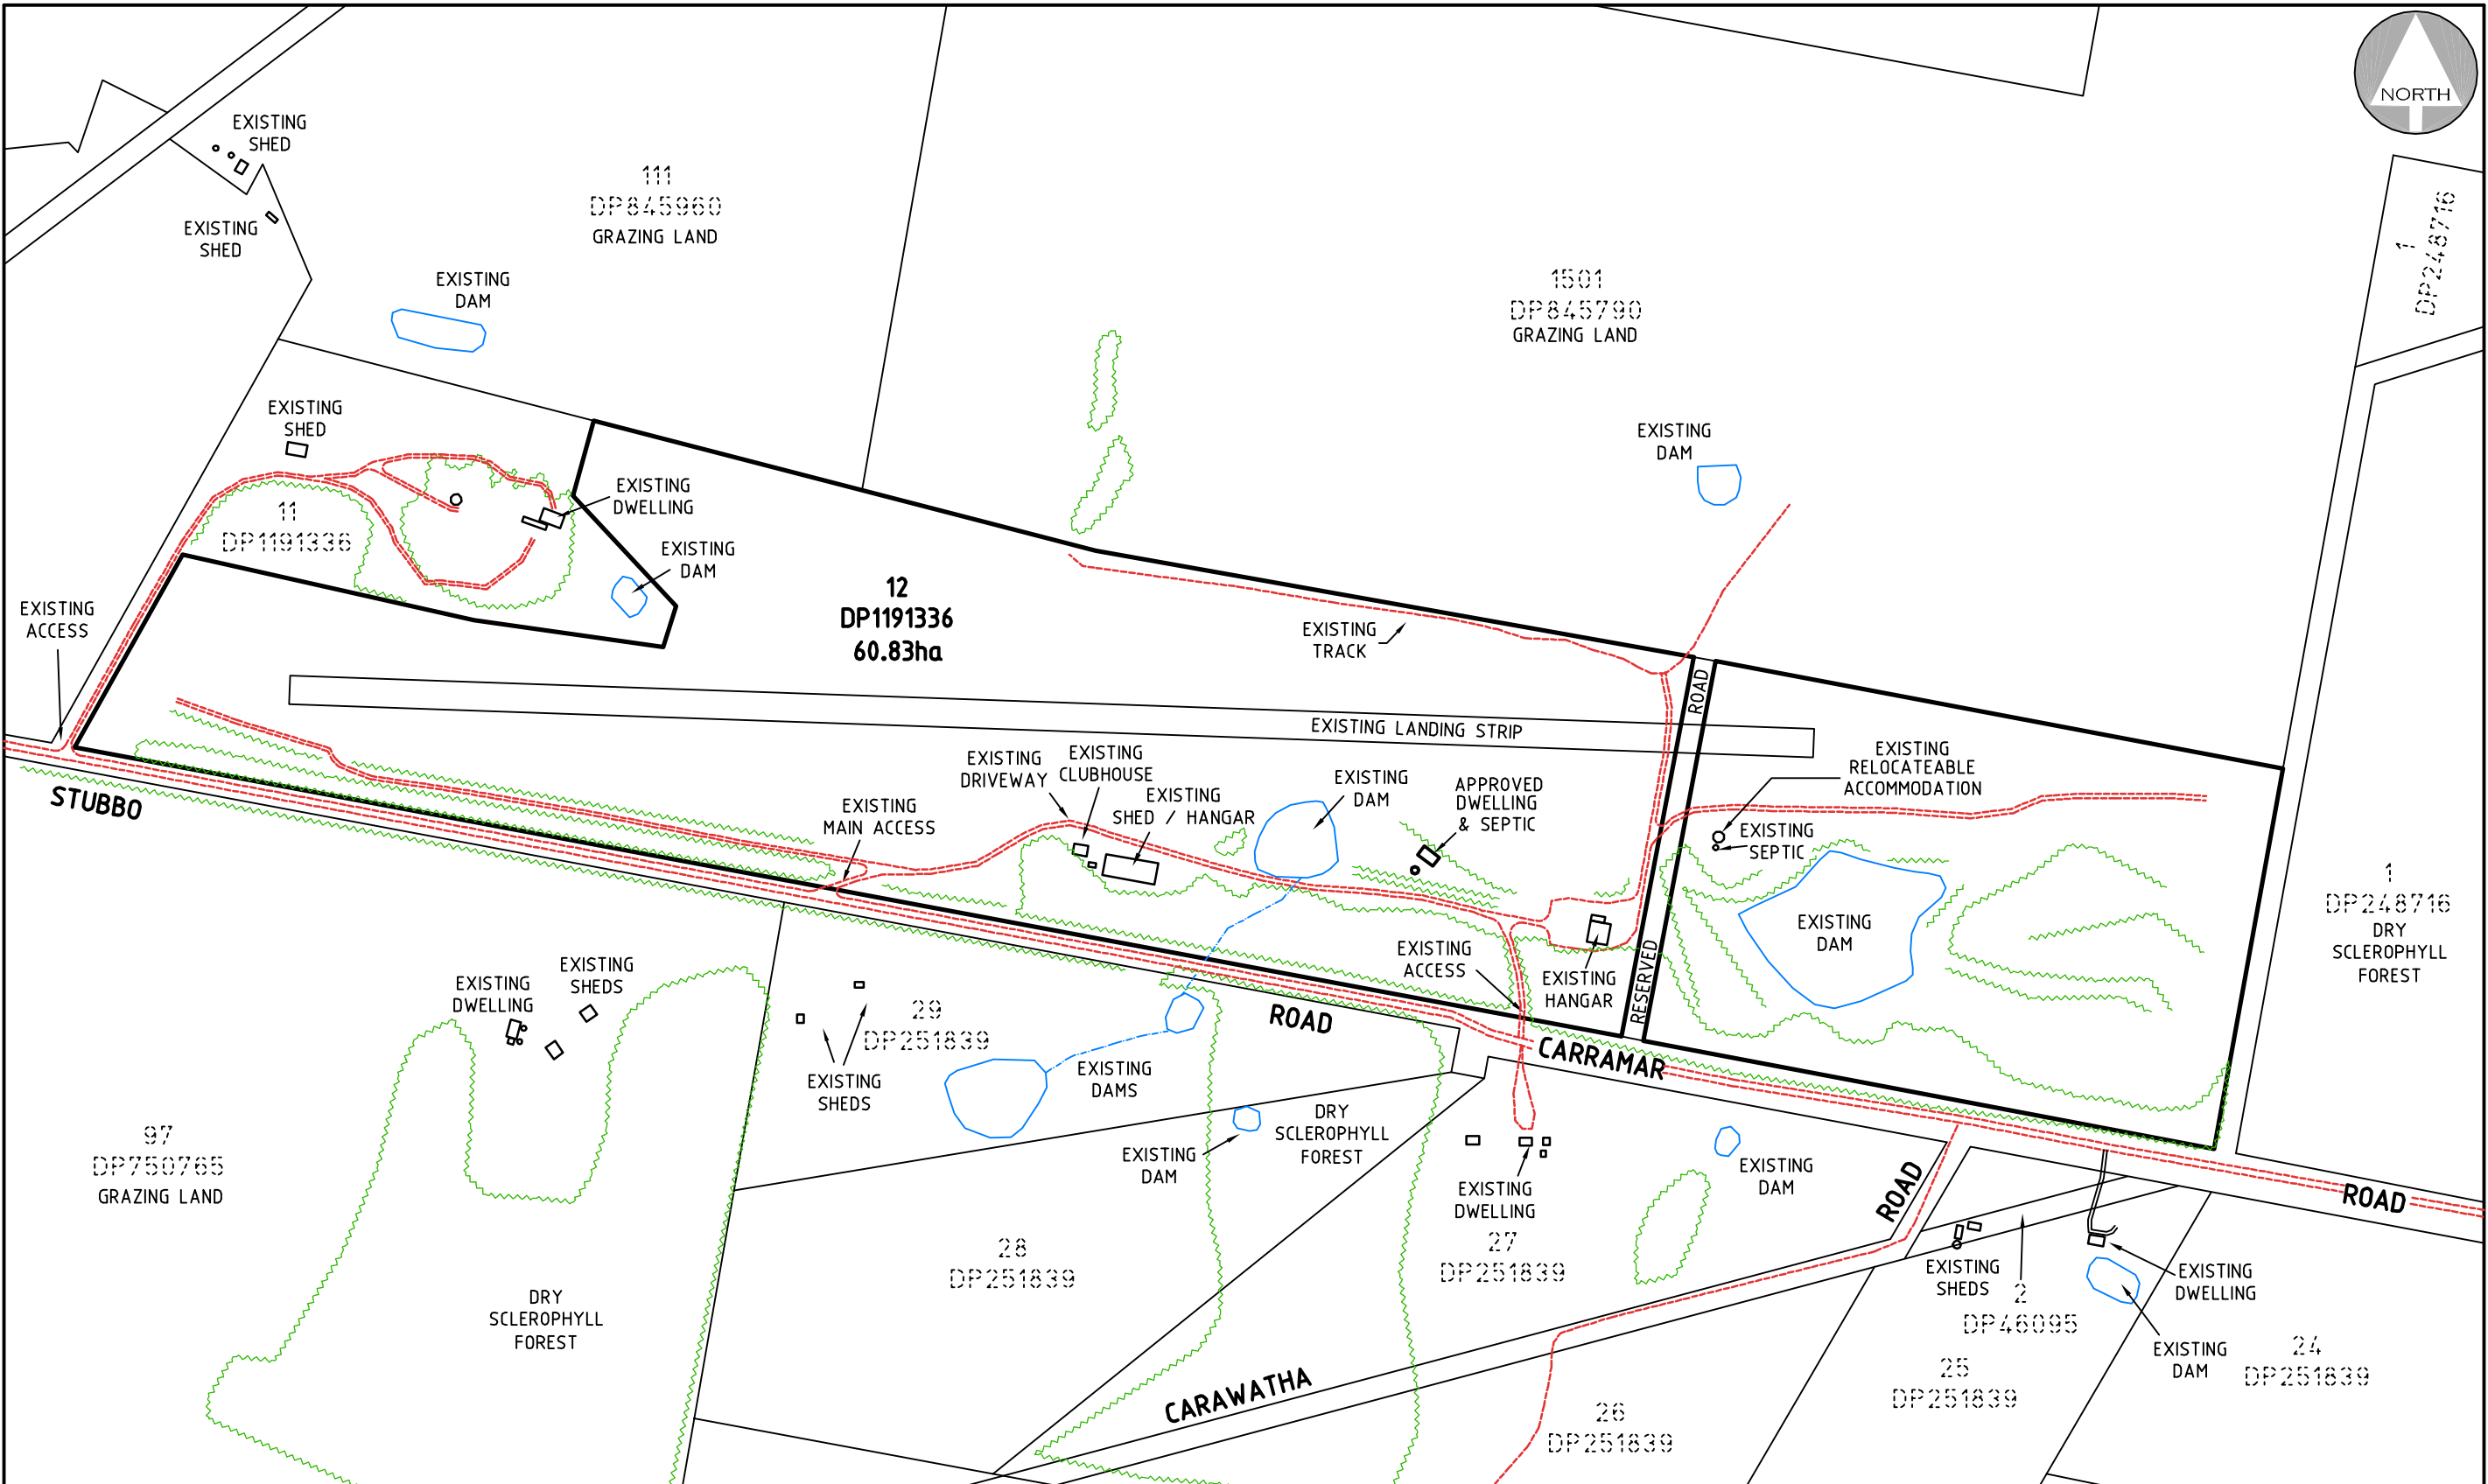 NORTH
EXISTING
SHED
EXISTING
SHED
111
DP845960
GRAZING LAND
EXISTING
DAM
1501
DP845790
GRAZING LAND
1
DP248716
EXISTING
SHED
EXISTING
DAM
11
DP1191336
EXISTING
DWELLING
EXISTING
DAM
12
DP1191336
60.83ha
EXISTING
ACCESS
EXISTING
TRACK
ROAD
EXISTING LANDING STRIP
STUBBO
EXISTING
DRIVEWAY
EXISTING
CLUBHOUSE
EXISTING
SHED / HANGAR
EXISTING
MAIN ACCESS
EXISTING
DAM
APPROVED
DWELLING
& SEPTIC
EXISTING
RELOCATEABLE
ACCOMMODATION
EXISTING
SEPTIC
EXISTING
DAM
1
DP248716
DRY
SCLEROPHYLL
FOREST
EXISTING
ACCESS
EXISTING
HANGAR
RESERVED
EXISTING
DWELLING
EXISTING
SHEDS
29
DP251839
EXISTING
SHEDS
ROAD
CARRAMAR
EXISTING
DAMS
EXISTING
DAM
DRY
SCLEROPHYLL
FOREST
97
DP750765
GRAZING LAND
EXISTING
DWELLING
27
DP251839
EXISTING
DAM
ROAD
ROAD
28
DP251839
DRY
SCLEROPHYLL
FOREST
EXISTING
SHEDS
2
DP46095
EXISTING
DWELLING
EXISTING
DAM
24
DP251839
25
DP251839
CARAWATHA
26
DP251839